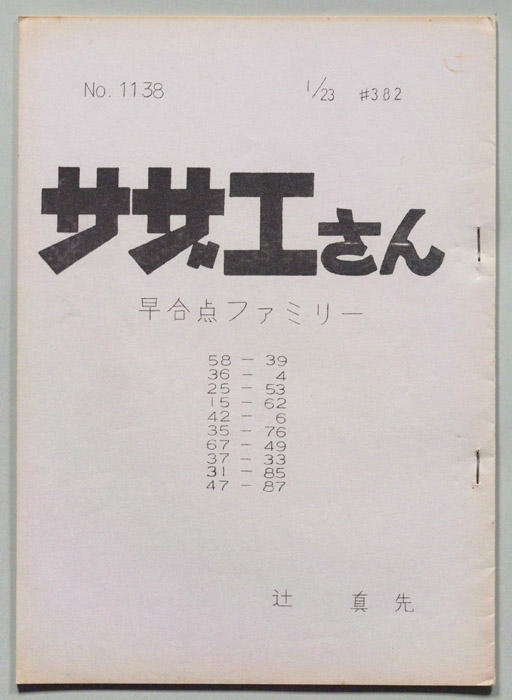 No. 1138 1/23 #382
サザエさん
早合点ファミリー
58 − 39
36 − 4
25 − 53
15 − 62
42 − 6
35 − 76
67 − 49
37 − 33
31 − 85
47 − 87
辻 真先